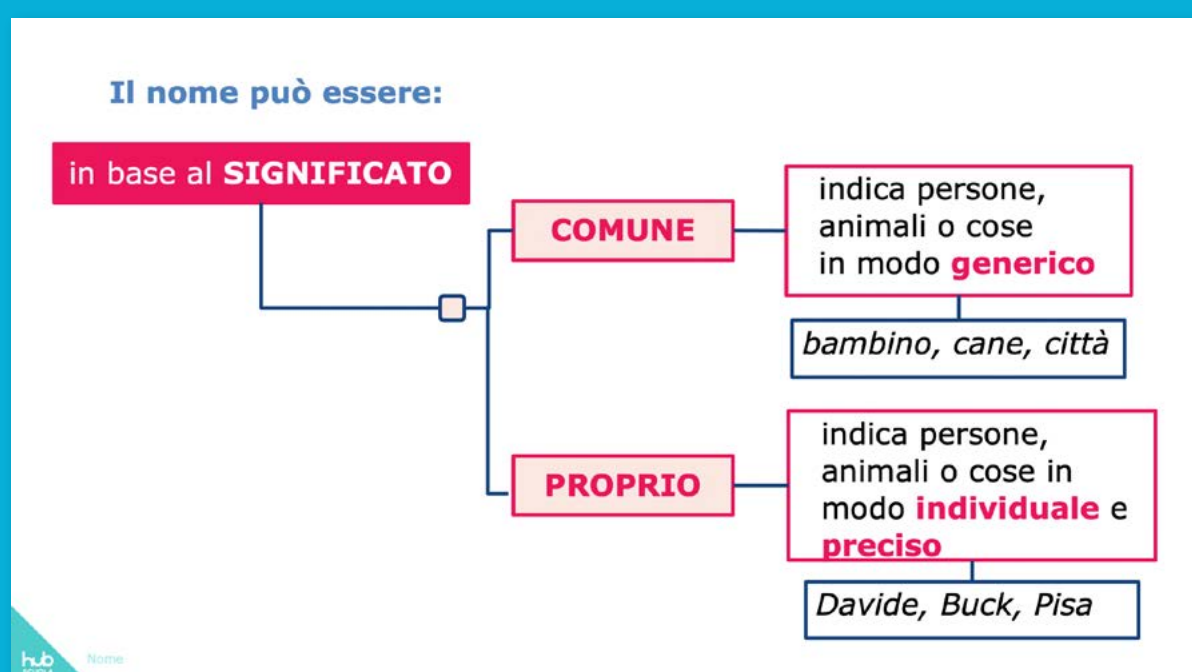 Il nome può essere:
in base al SIGNIFICATO
COMUNE
indica persone,
animali o cose
in modo generico
bambino, cane, città
PROPRIO
indica persone,
animali o cose in
modo individuale e
preciso
Davide, Buck, Pisa
hub
Nome